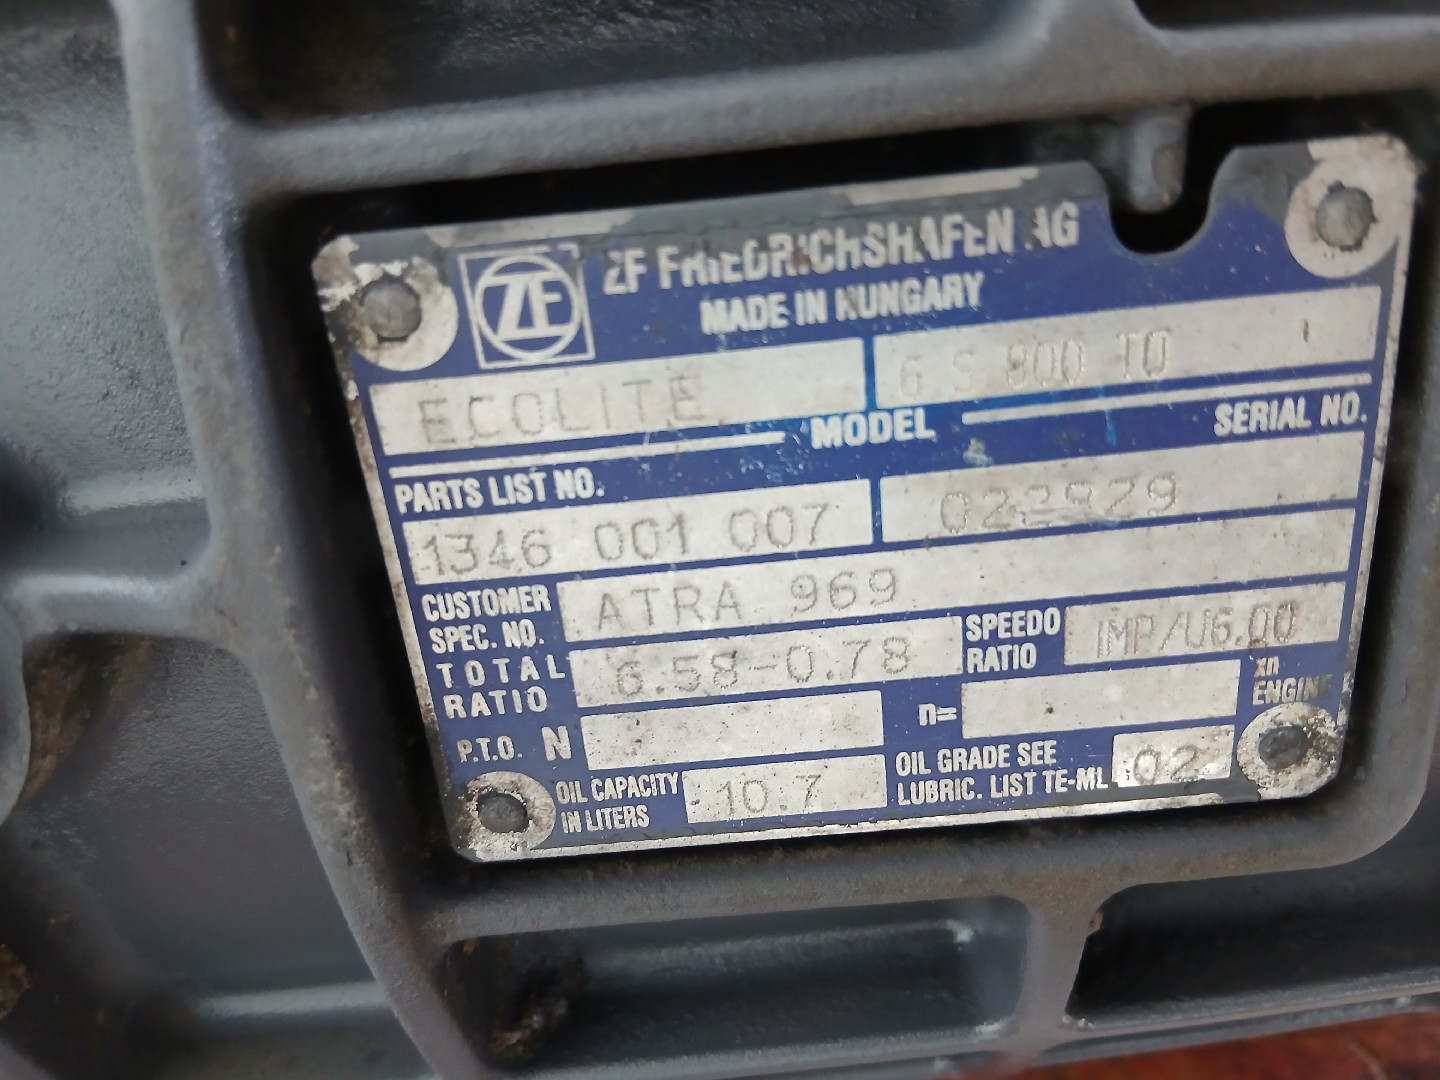 ZF
ZF FRIEDRICHSHAFEN AG
MADE IN HUNGARY
ECOLITE 6 S 800 TO
MODEL
SERIAL NO.
PARTS LIST NO.
1346 001 007 022929
CUSTOMER SPEC. NO. ATRA 969
TOTAL RATIO 6.58-0.78 SPEEDO RATIO IMP/U6.00
P.T.O. N n= xn ENGINE
OIL CAPACITY IN LITERS 10.7 OIL GRADE SEE LUBRIC. LIST TE-ML 02